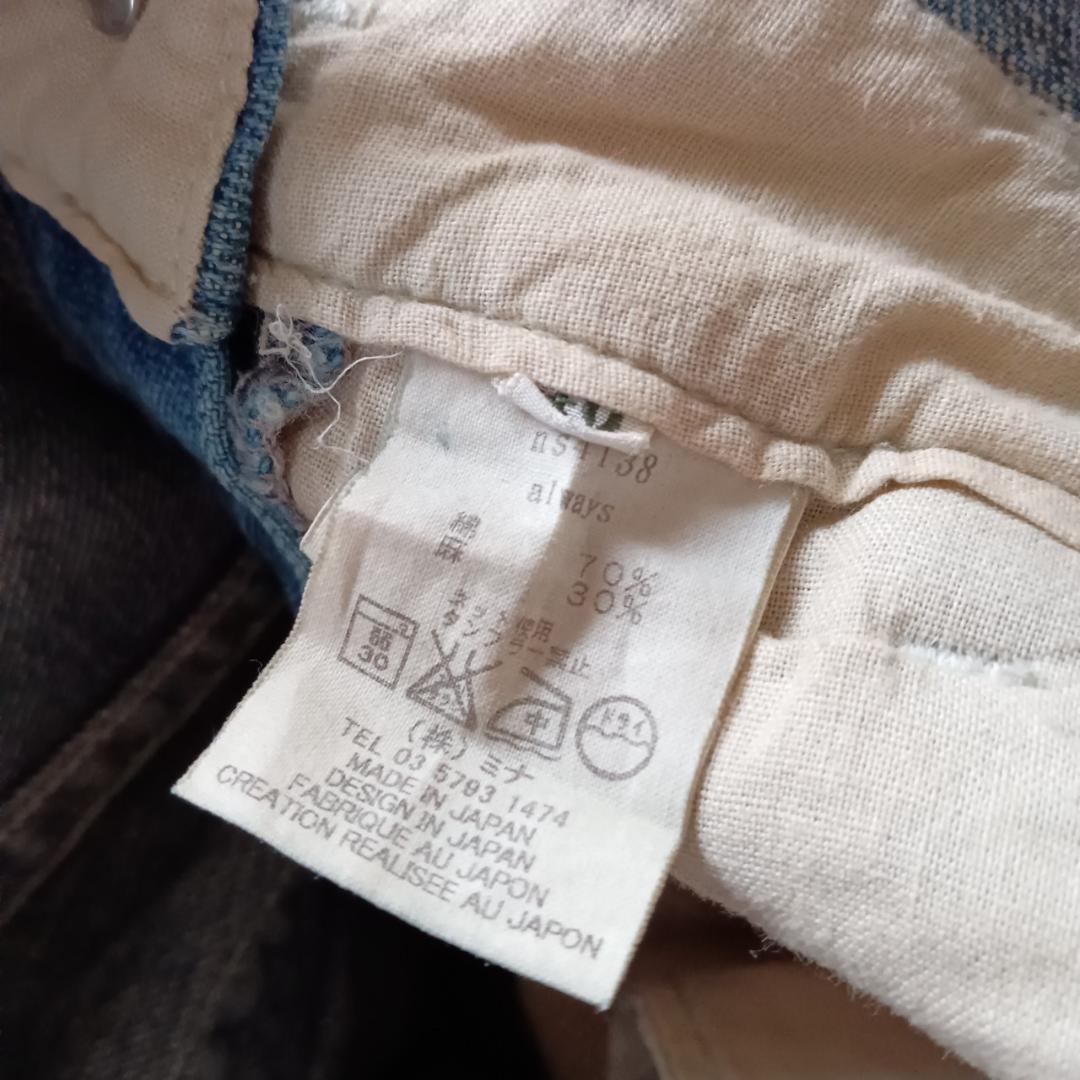 always
綿 70%
麻 30%
ネット使用
タンブラー禁止
弱
30
中
ドライ
(株)ミナ
TEL 03 5793 1474
MADE IN JAPAN
DESIGN IN JAPAN
FABRIQUE AU JAPON
CREATION REALISEE AU JAPON